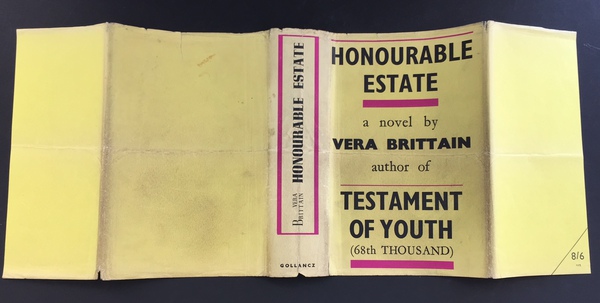 HONOURABLE ESTATE
VERA
BRITTAIN
GOLLANCZ
HONOURABLE
ESTATE
a novel by
VERA BRITTAIN
author of
TESTAMENT
OF YOUTH
(68th THOUSAND)
8/6